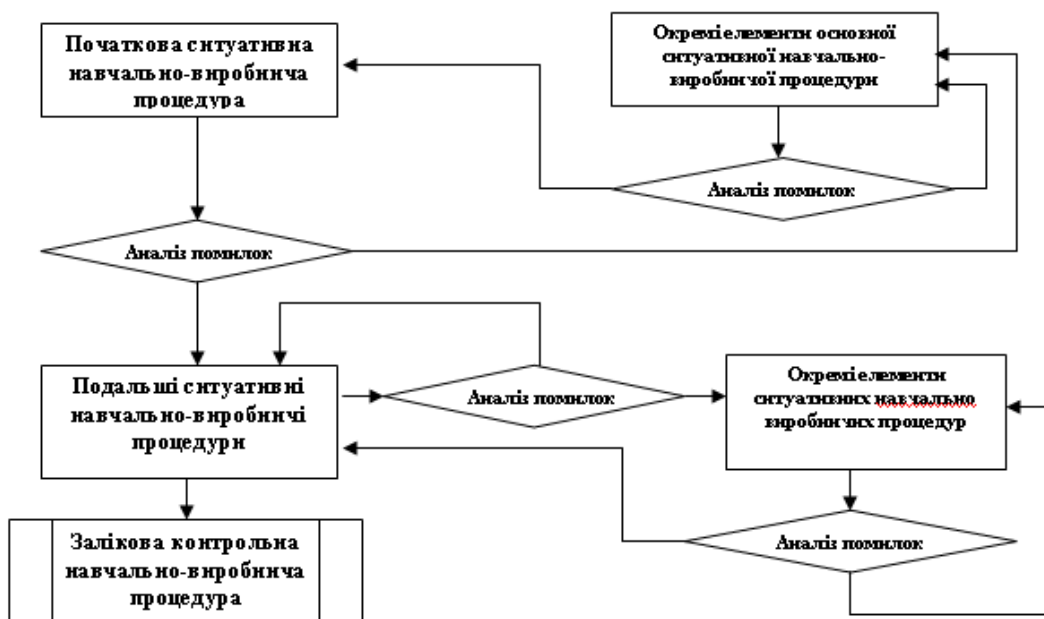 Початкова ситуативна
навчально-виробнича
процедура
Окремі елементи основної
ситуативної навчально-
виробничої процедури
Аналіз помилок
Аналіз помилок
Подальші ситуативні
навчально-виробничі
процедури
Аналіз помилок
Окремі елементи
ситуативних навчально
виробничих процедур
Аналіз помилок
Залікова контрольна
навчально-виробнича
процедура